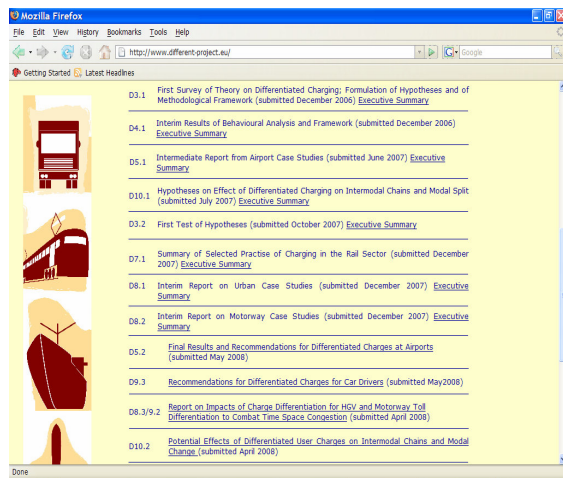 Mozilla Firefox
File Edit View History Bookmarks Tools Help
http://www.different-project.eu/
G Google
Getting Started Latest Headlines
D3.1 First Survey of Theory on Differentiated Charging; Formulation of Hypotheses and of
Methodological Framework (submitted December 2006) Executive Summary
D4.1 Interim Results of Behavioural Analysis and Framework (submitted December 2006)
Executive Summary
D5.1 Intermediate Report from Airport Case Studies (submitted June 2007) Executive
Summary
D10.1 Hypotheses on Effect of Differentiated Charging on Intermodal Chains and Modal Split
(submitted July 2007) Executive Summary
D3.2 First Test of Hypotheses (submitted October 2007) Executive Summary
D7.1 Summary of Selected Practise of Charging in the Rail Sector (submitted December
2007) Executive Summary
D8.1 Interim Report on Urban Case Studies (submitted December 2007) Executive
Summary
D8.2 Interim Report on Motorway Case Studies (submitted December 2007) Executive
Summary
D5.2 Final Results and Recommendations for Differentiated Charges at Airports
(submitted May 2008)
D9.3 Recommendations for Differentiated Charges for Car Drivers (submitted May2008)
D8.3/9.2 Report on Impacts of Charge Differentiation for HGV and Motorway Toll
Differentiation to Combat Time Space Congestion (submitted April 2008)
D10.2 Potential Effects of Differentiated User Charges on Intermodal Chains and Modal
Change (submitted April 2008)
Done